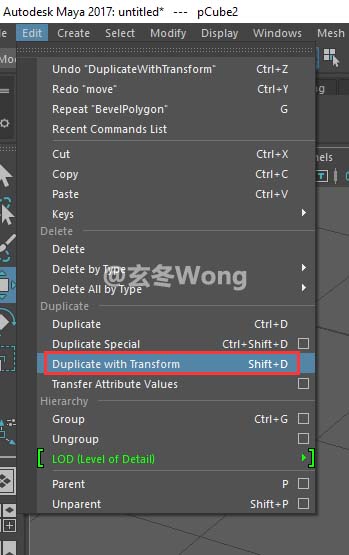 Autodesk Maya 2017: untitled*   ---   pCube2
Edit Create Select Modify Display Windows Mesh
Undo "DuplicateWithTransform" Ctrl+Z
Redo "move" Ctrl+Y
Repeat "BevelPolygon" G
Recent Commands List
Cut Ctrl+X
Copy Ctrl+C
Paste Ctrl+V
Keys
Delete
Delete
Delete by Type
Delete All by Type
@玄冬Wong
Duplicate
Duplicate Ctrl+D
Duplicate Special Ctrl+Shift+D
Duplicate with Transform Shift+D
Transfer Attribute Values
Hierarchy
Group Ctrl+G
Ungroup
LOD (Level of Detail)
Parent P
Unparent Shift+P